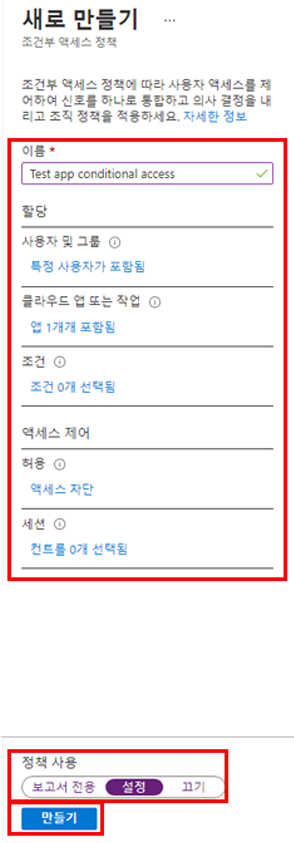 새로 만들기 ...
조건부 액세스 정책
조건부 액세스 정책에 따라 사용자 액세스를 제
어하여 신호를 하나로 통합하고 의사 결정을 내
리고 조직 정책을 적용하세요. 자세한 정보
이름 *
Test app conditional access
할당
사용자 및 그룹
특정 사용자가 포함됨
클라우드 앱 또는 작업
앱 1개개 포함됨
조건
조건 0개 선택됨
액세스 제어
허용
액세스 차단
세션
컨트롤 0개 선택됨
정책 사용
보고서 전용 설정 끄기
만들기